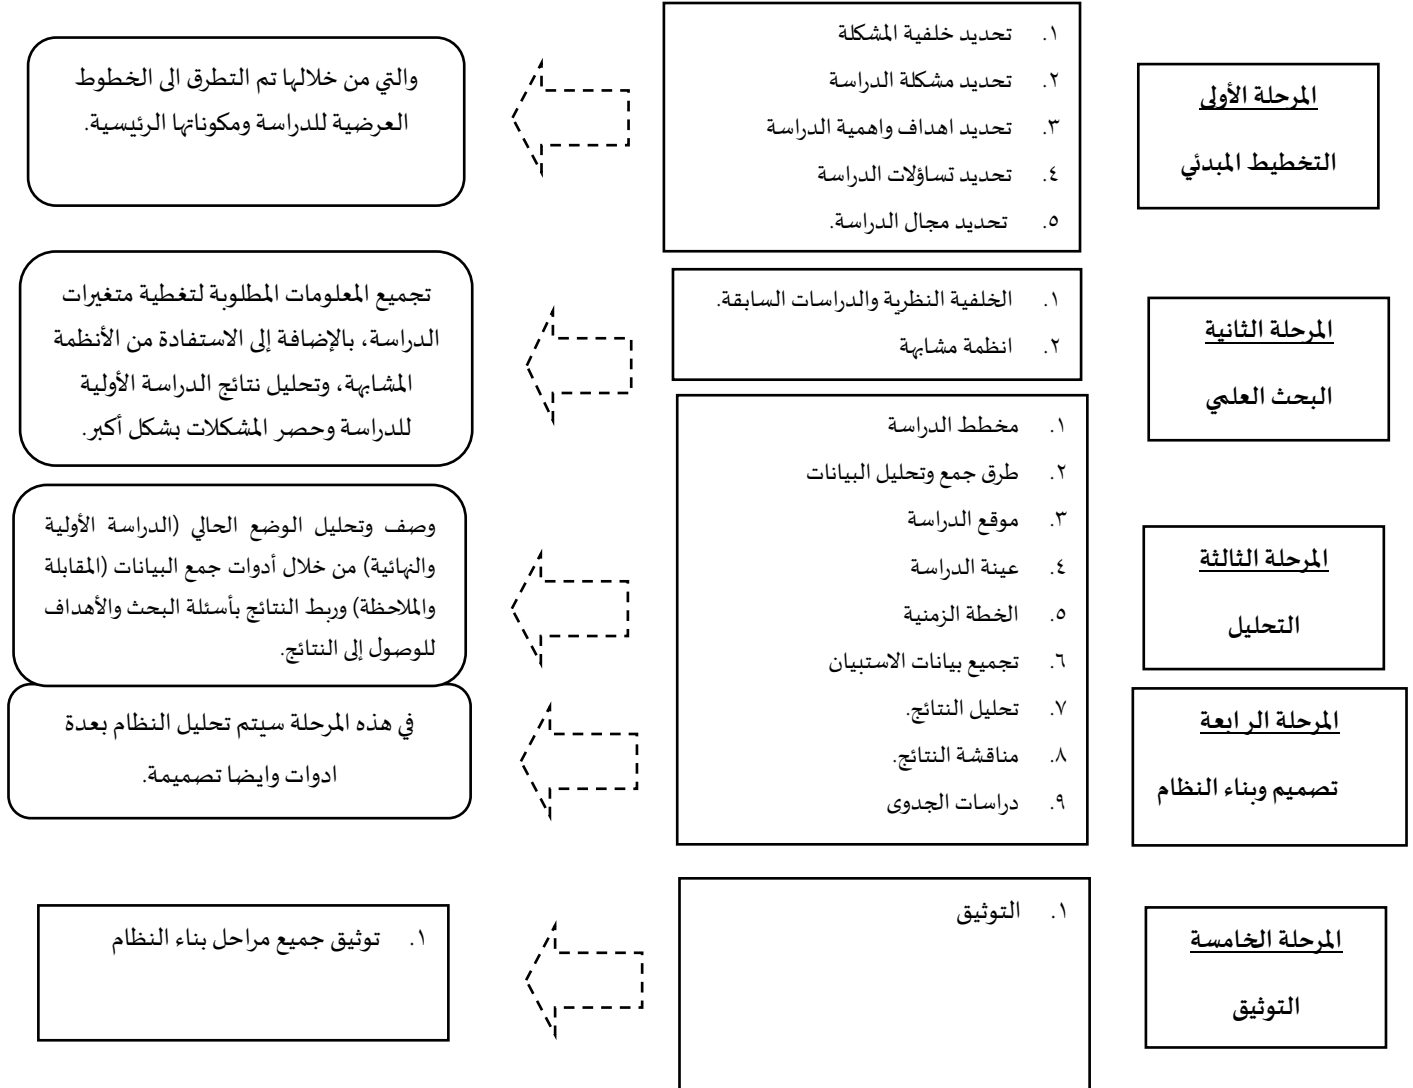 المرحلة الأولى
التخطيط المبدئي
١. تحديد خلفية المشكلة
٢. تحديد مشكلة الدراسة
٣. تحديد اهداف واهمية الدراسة
٤. تحديد تساؤلات الدراسة
٥. تحديد مجال الدراسة.
والتي من خلالها تم التطرق الى الخطوط
العرضية للدراسة ومكوناتها الرئيسية.
المرحلة الثانية
البحث العلمي
١. الخلفية النظرية والدراسات السابقة.
٢. انظمة مشابهة
تجميع المعلومات المطلوبة لتغطية متغيرات
الدراسة، بالإضافة إلى الاستفادة من الأنظمة
المشابهة، وتحليل نتائج الدراسة الأولية
للدراسة وحصر المشكلات بشكل أكبر.
المرحلة الثالثة
التحليل
١. مخطط الدراسة
٢. طرق جمع وتحليل البيانات
٣. موقع الدراسة
٤. عينة الدراسة
٥. الخطة الزمنية
٦. تجميع بيانات الاستبيان
٧. تحليل النتائج.
٨. مناقشة النتائج.
٩. دراسات الجدوى
وصف وتحليل الوضع الحالي (الدراسة الأولية
والنهائية) من خلال أدوات جمع البيانات (المقابلة
والملاحظة) وربط النتائج بأسئلة البحث والأهداف
للوصول إلى النتائج.
المرحلة الرابعة
تصميم وبناء النظام
في هذه المرحلة سيتم تحليل النظام بعدة
ادوات وايضا تصميمة.
المرحلة الخامسة
التوثيق
١. التوثيق
١. توثيق جميع مراحل بناء النظام